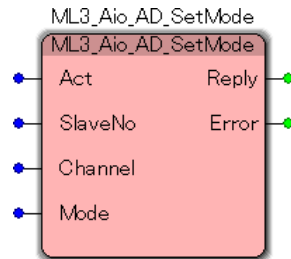 ML3_Aio_AD_SetMode
ML3_Aio_AD_SetMode
Act Reply
SlaveNo Error
Channel
Mode